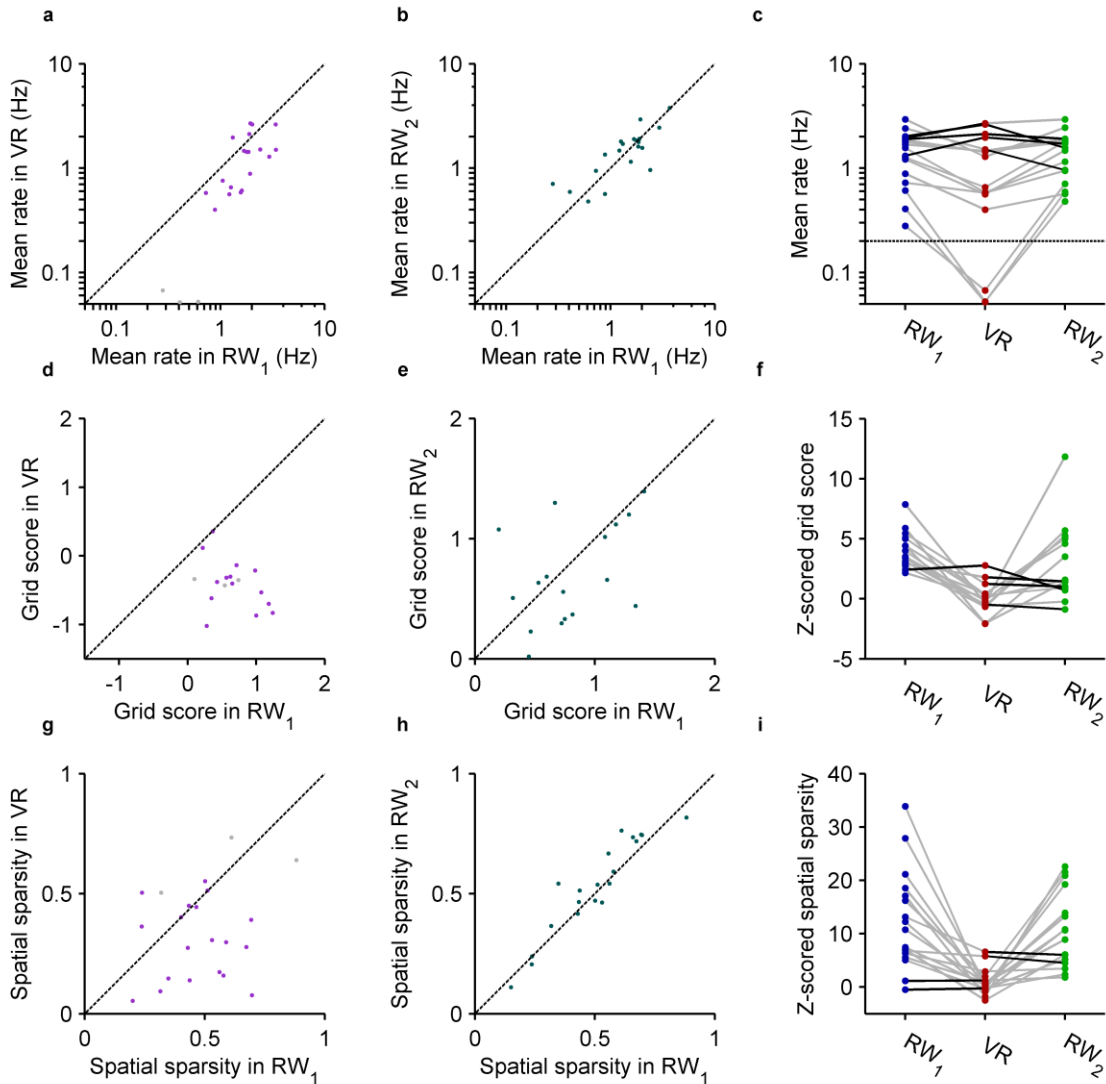 a
10
1
0.1
Mean rate in VR (Hz)
0.1 1 10
Mean rate in RW1 (Hz)
b
10
1
0.1
Mean rate in RW2 (Hz)
0.1 1 10
Mean rate in RW1 (Hz)
c
10
1
0.1
Mean rate (Hz)
RW1 VR RW2
d
2
1
0
-1
Grid score in VR
-1 0 1 2
Grid score in RW1
e
2
1
0
Grid score in RW2
0 1 2
Grid score in RW1
f
15
10
5
0
-5
Z-scored grid score
RW1 VR RW2
g
1
0.5
0
Spatial sparsity in VR
0 0.5 1
Spatial sparsity in RW1
h
1
0.5
0
Spatial sparsity in RW2
0 0.5 1
Spatial sparsity in RW1
i
40
30
20
10
0
Z-scored spatial sparsity
RW1 VR RW2